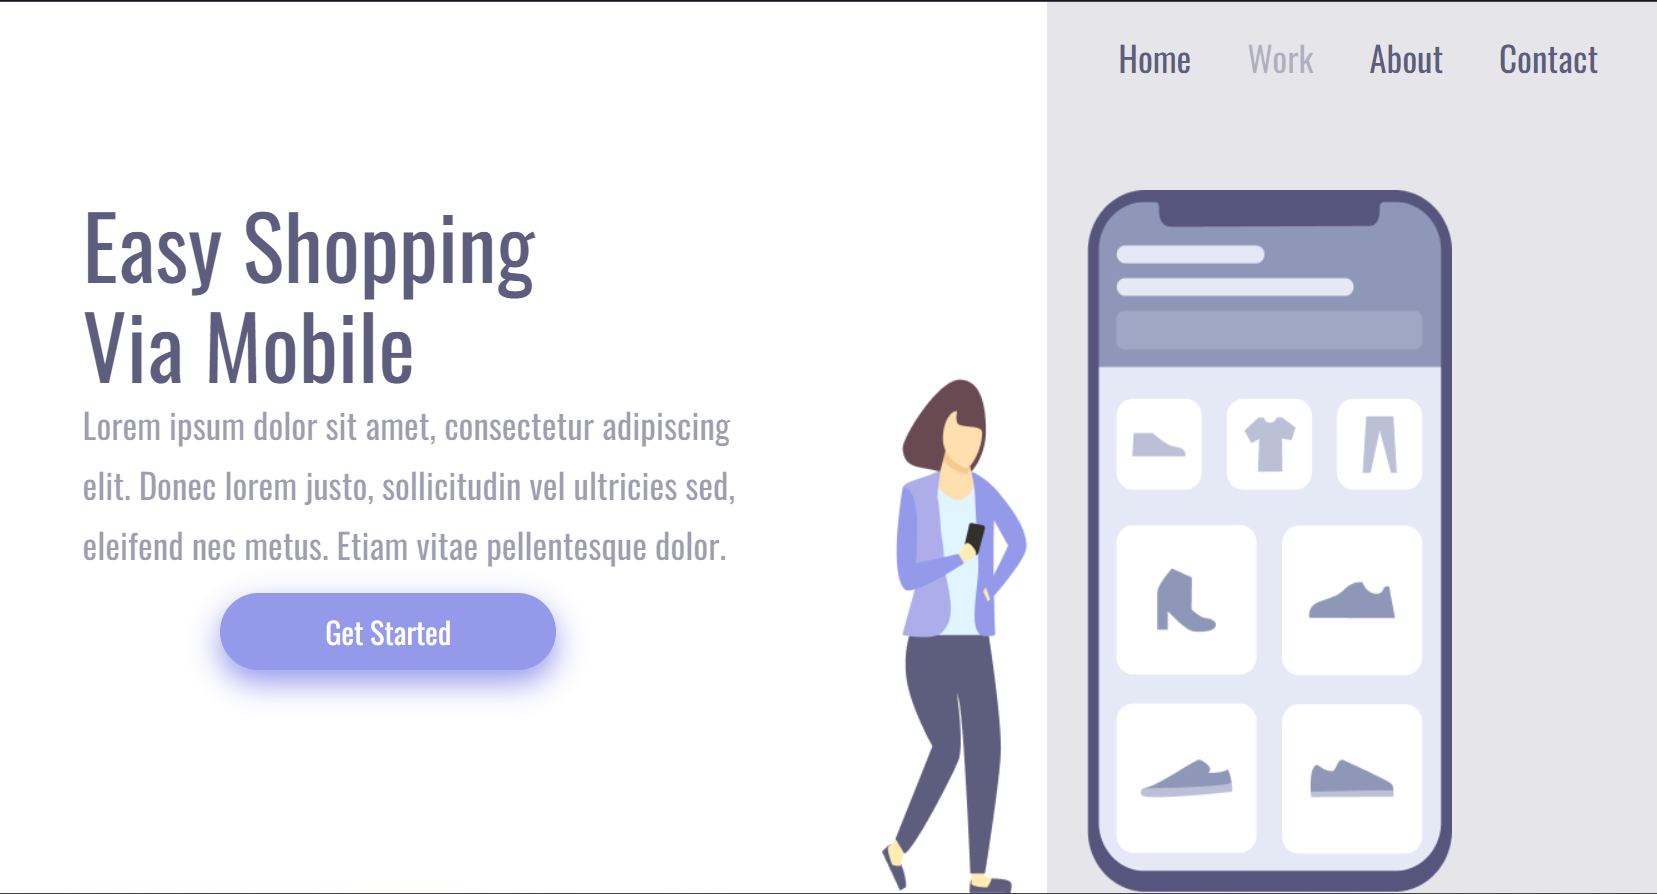 Home Work About Contact
Easy Shopping
Via Mobile
Lorem ipsum dolor sit amet, consectetur adipiscing
elit. Donec lorem justo, sollicitudin vel ultricies sed,
eleifend nec metus. Etiam vitae pellentesque dolor.
Get Started